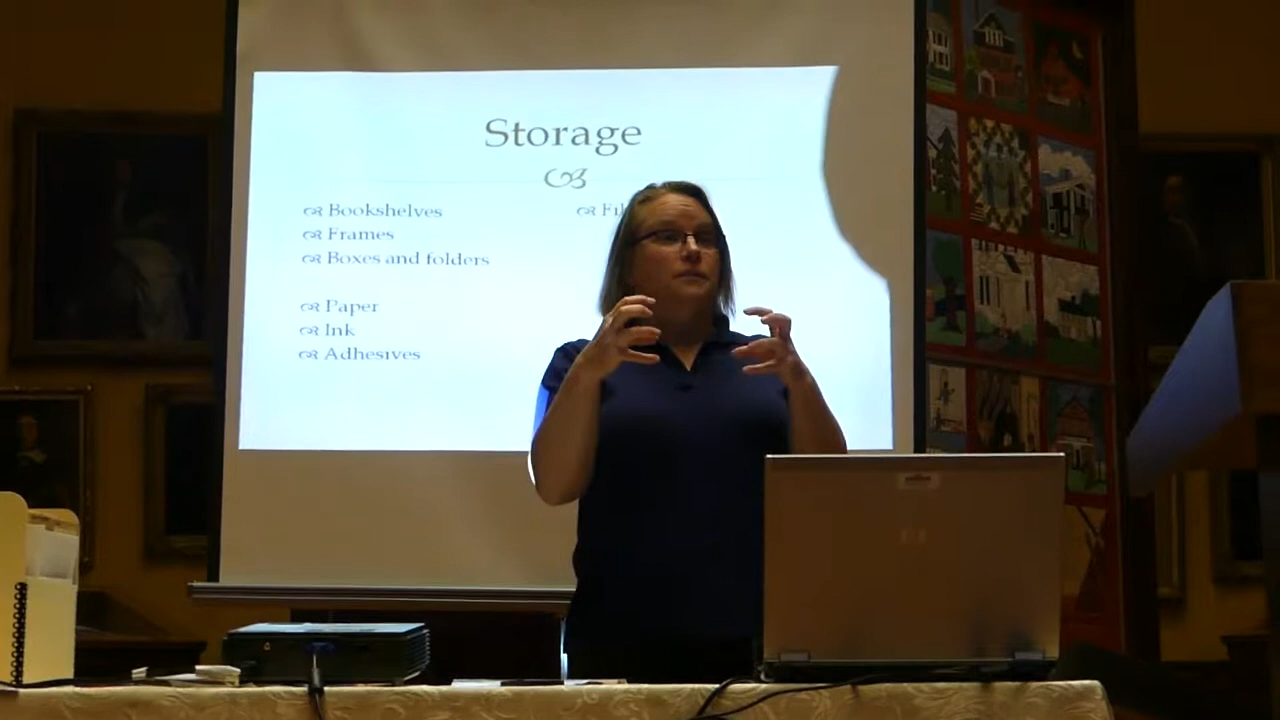 Storage
Bookshelves
Frames
Boxes and folders
Paper
Ink
Adhesives